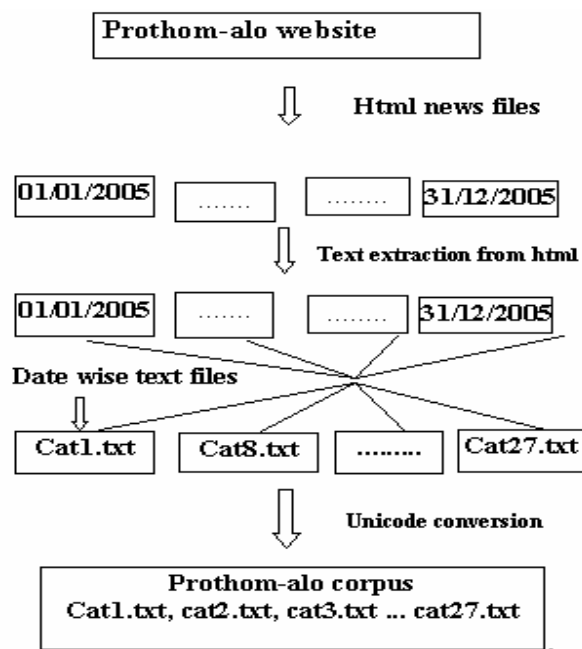 Prothom-alo website
Html news files
01/01/2005 ....... ........ 31/12/2005
Text extraction from html
01/01/2005 ....... ........ 31/12/2005
Date wise text files
Cat1.txt Cat8.txt ......... Cat27.txt
Unicode conversion
Prothom-alo corpus
Cat1.txt, cat2.txt, cat3.txt ... cat27.txt